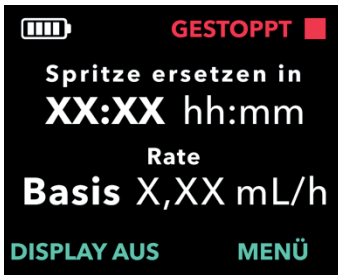 GESTOPPT
Spritze ersetzen in
XX:XX hh:mm
Rate
Basis X,XX mL/h
DISPLAY AUS MENÜ